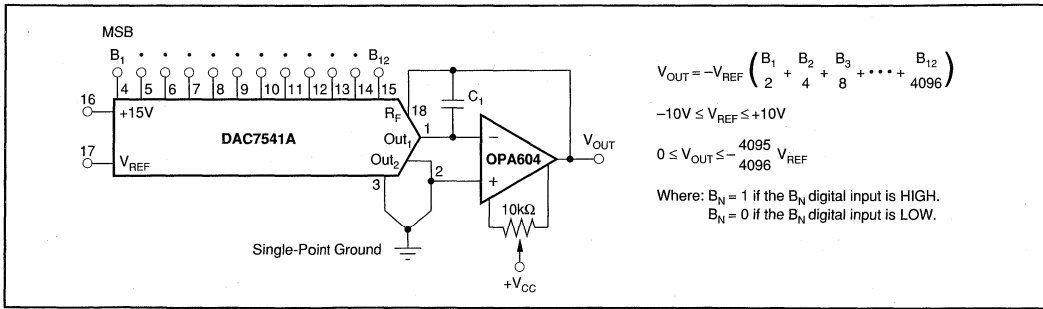 MSB
B1 • • • • • • • • • • B12
4 5 6 7 8 9 10 11 12 13 14 15
16
+15V
RF
18
C1
DAC7541A
Out1
1
17
VREF
Out2
2
3
−
+
OPA604
VOUT
10kΩ
+VCC
Single-Point Ground
VOUT = −VREF ( B1/2 + B2/4 + B3/8 + • • • • + B12/4096 )
−10V ≤ VREF ≤ +10V
0 ≤ VOUT ≤ − 4095/4096 VREF
Where: BN = 1 if the BN digital input is HIGH.
BN = 0 if the BN digital input is LOW.